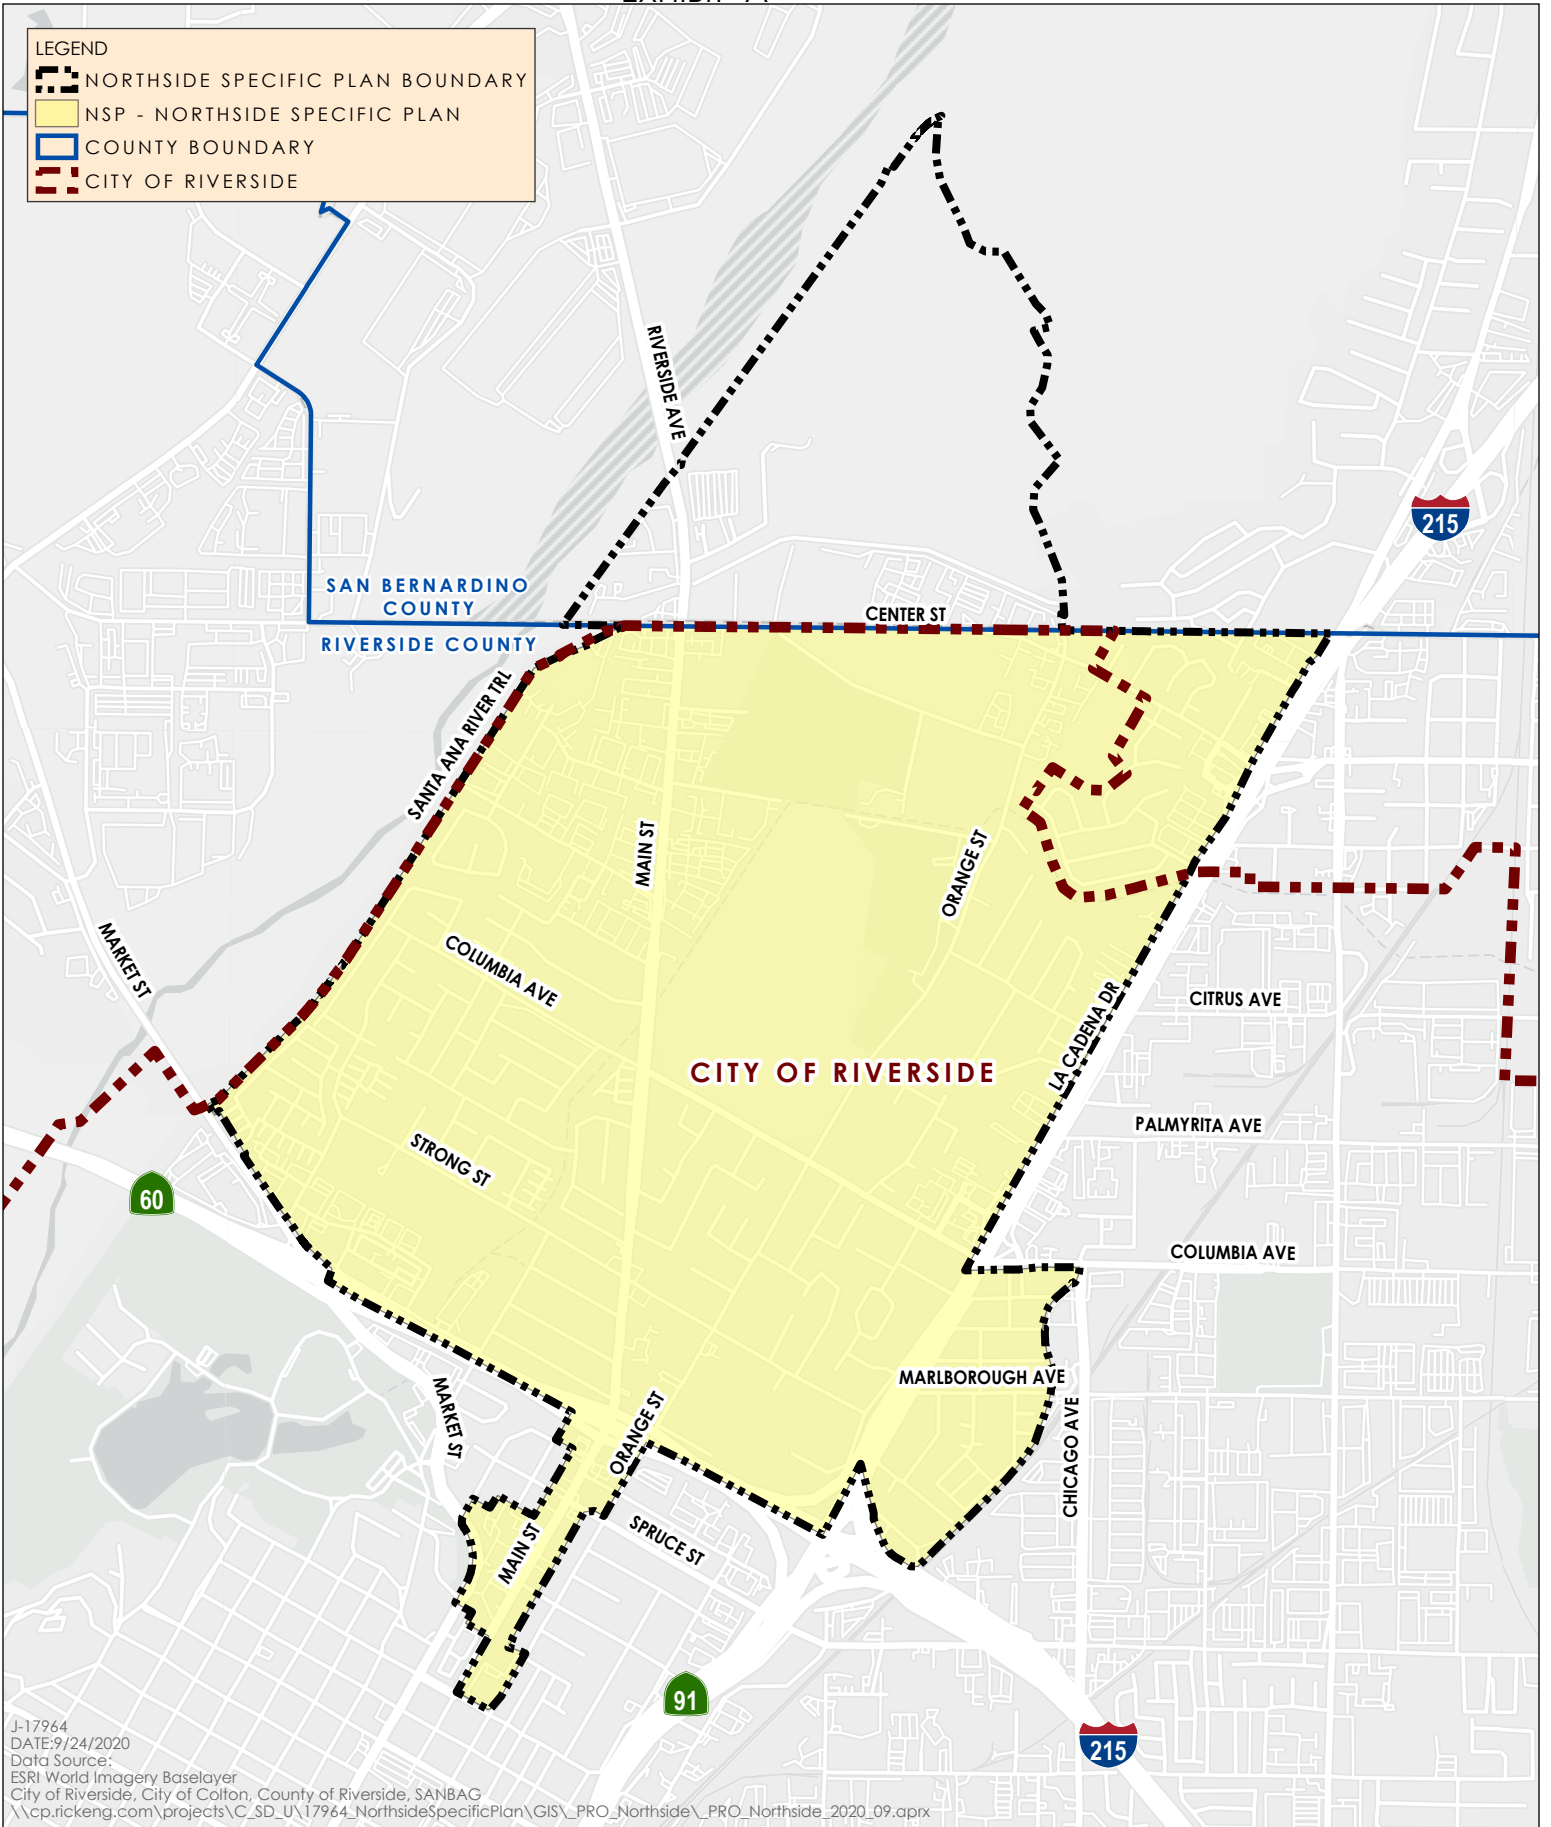 EXHIBIT "A"
LEGEND
NORTHSIDE SPECIFIC PLAN BOUNDARY
NSP - NORTHSIDE SPECIFIC PLAN
COUNTY BOUNDARY
CITY OF RIVERSIDE
RIVERSIDE AVE
215
SAN BERNARDINO
COUNTY
RIVERSIDE COUNTY
CENTER ST
SANTA ANA RIVER TRL
MAIN ST
ORANGE ST
MARKET ST
COLUMBIA AVE
CITRUS AVE
LA CADENA DR
CITY OF RIVERSIDE
PALMYRITA AVE
STRONG ST
60
COLUMBIA AVE
MARLBOROUGH AVE
MARKET ST
ORANGE ST
CHICAGO AVE
MAIN ST
SPRUCE ST
91
215
J-17964
DATE:9/24/2020
Data Source:
ESRI World Imagery Baselayer
City of Riverside, City of Colton, County of Riverside, SANBAG
\\cp.rickeng.com\projects\C_SD_U\17964_NorthsideSpecificPlan\GIS\_PRO_Northside\_PRO_Northside_2020_09.aprx